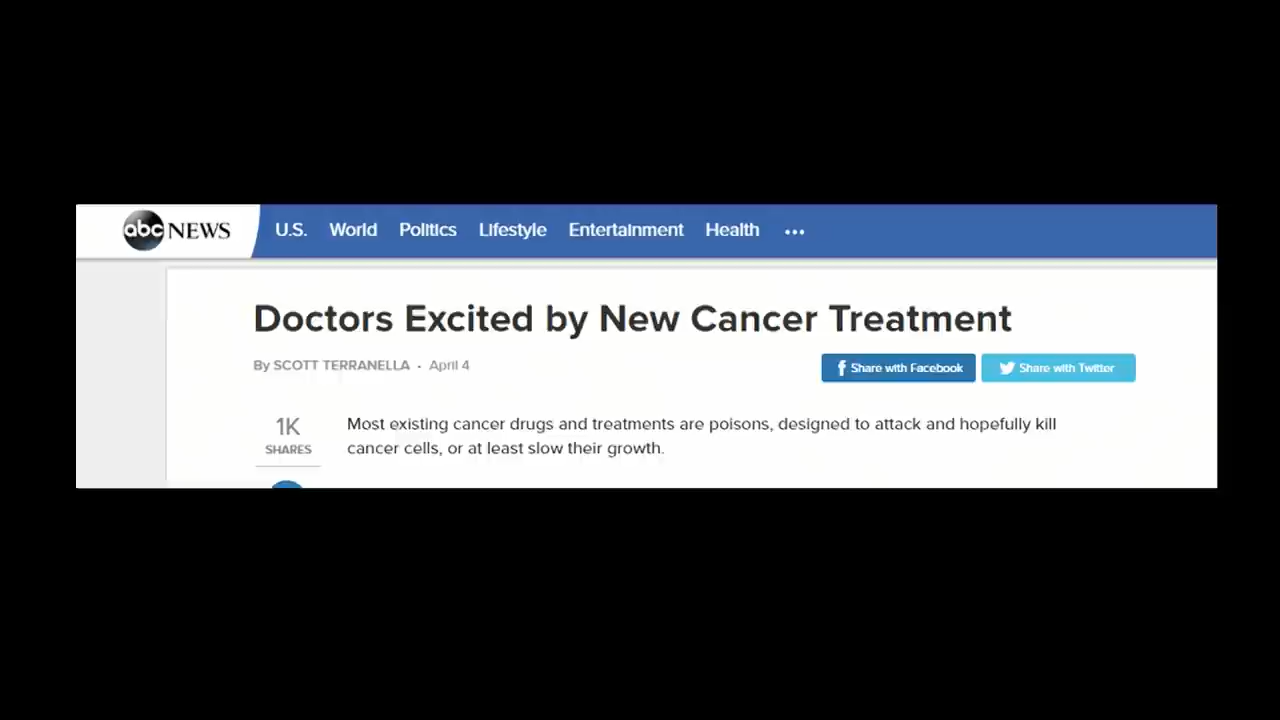 abc NEWS U.S. World Politics Lifestyle Entertainment Health ...
Doctors Excited by New Cancer Treatment
By SCOTT TERRANELLA · April 4
Share with Facebook Share with Twitter
1K
SHARES
Most existing cancer drugs and treatments are poisons, designed to attack and hopefully kill
cancer cells, or at least slow their growth.